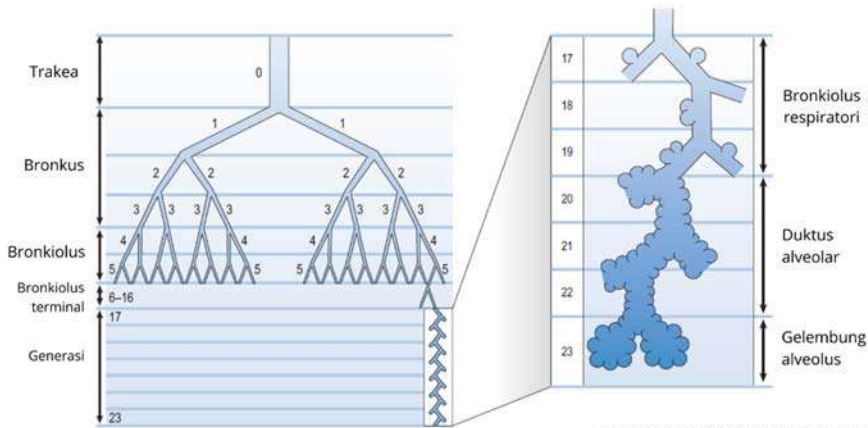 Trakea
0
1
1
Bronkus
2
2
2
2
3
3
3
3
3
3
3
3
Bronkiolus
4
4
4
4
5
5
5
5
Bronkiolus
terminal
6–16
17
Generasi
23
17
18
19
Bronkiolus
respiratori
20
21
22
Duktus
alveolar
23
Gelembung
alveolus